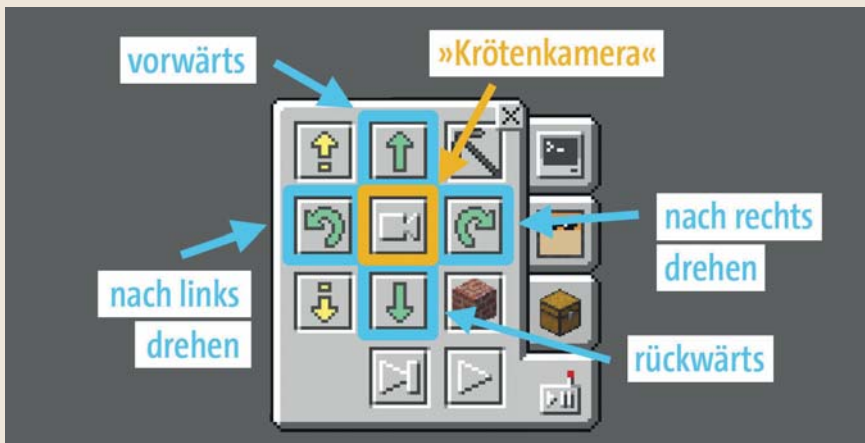 »Krötenkamera«
vorwärts
nach rechts
drehen
nach links
drehen
rückwärts